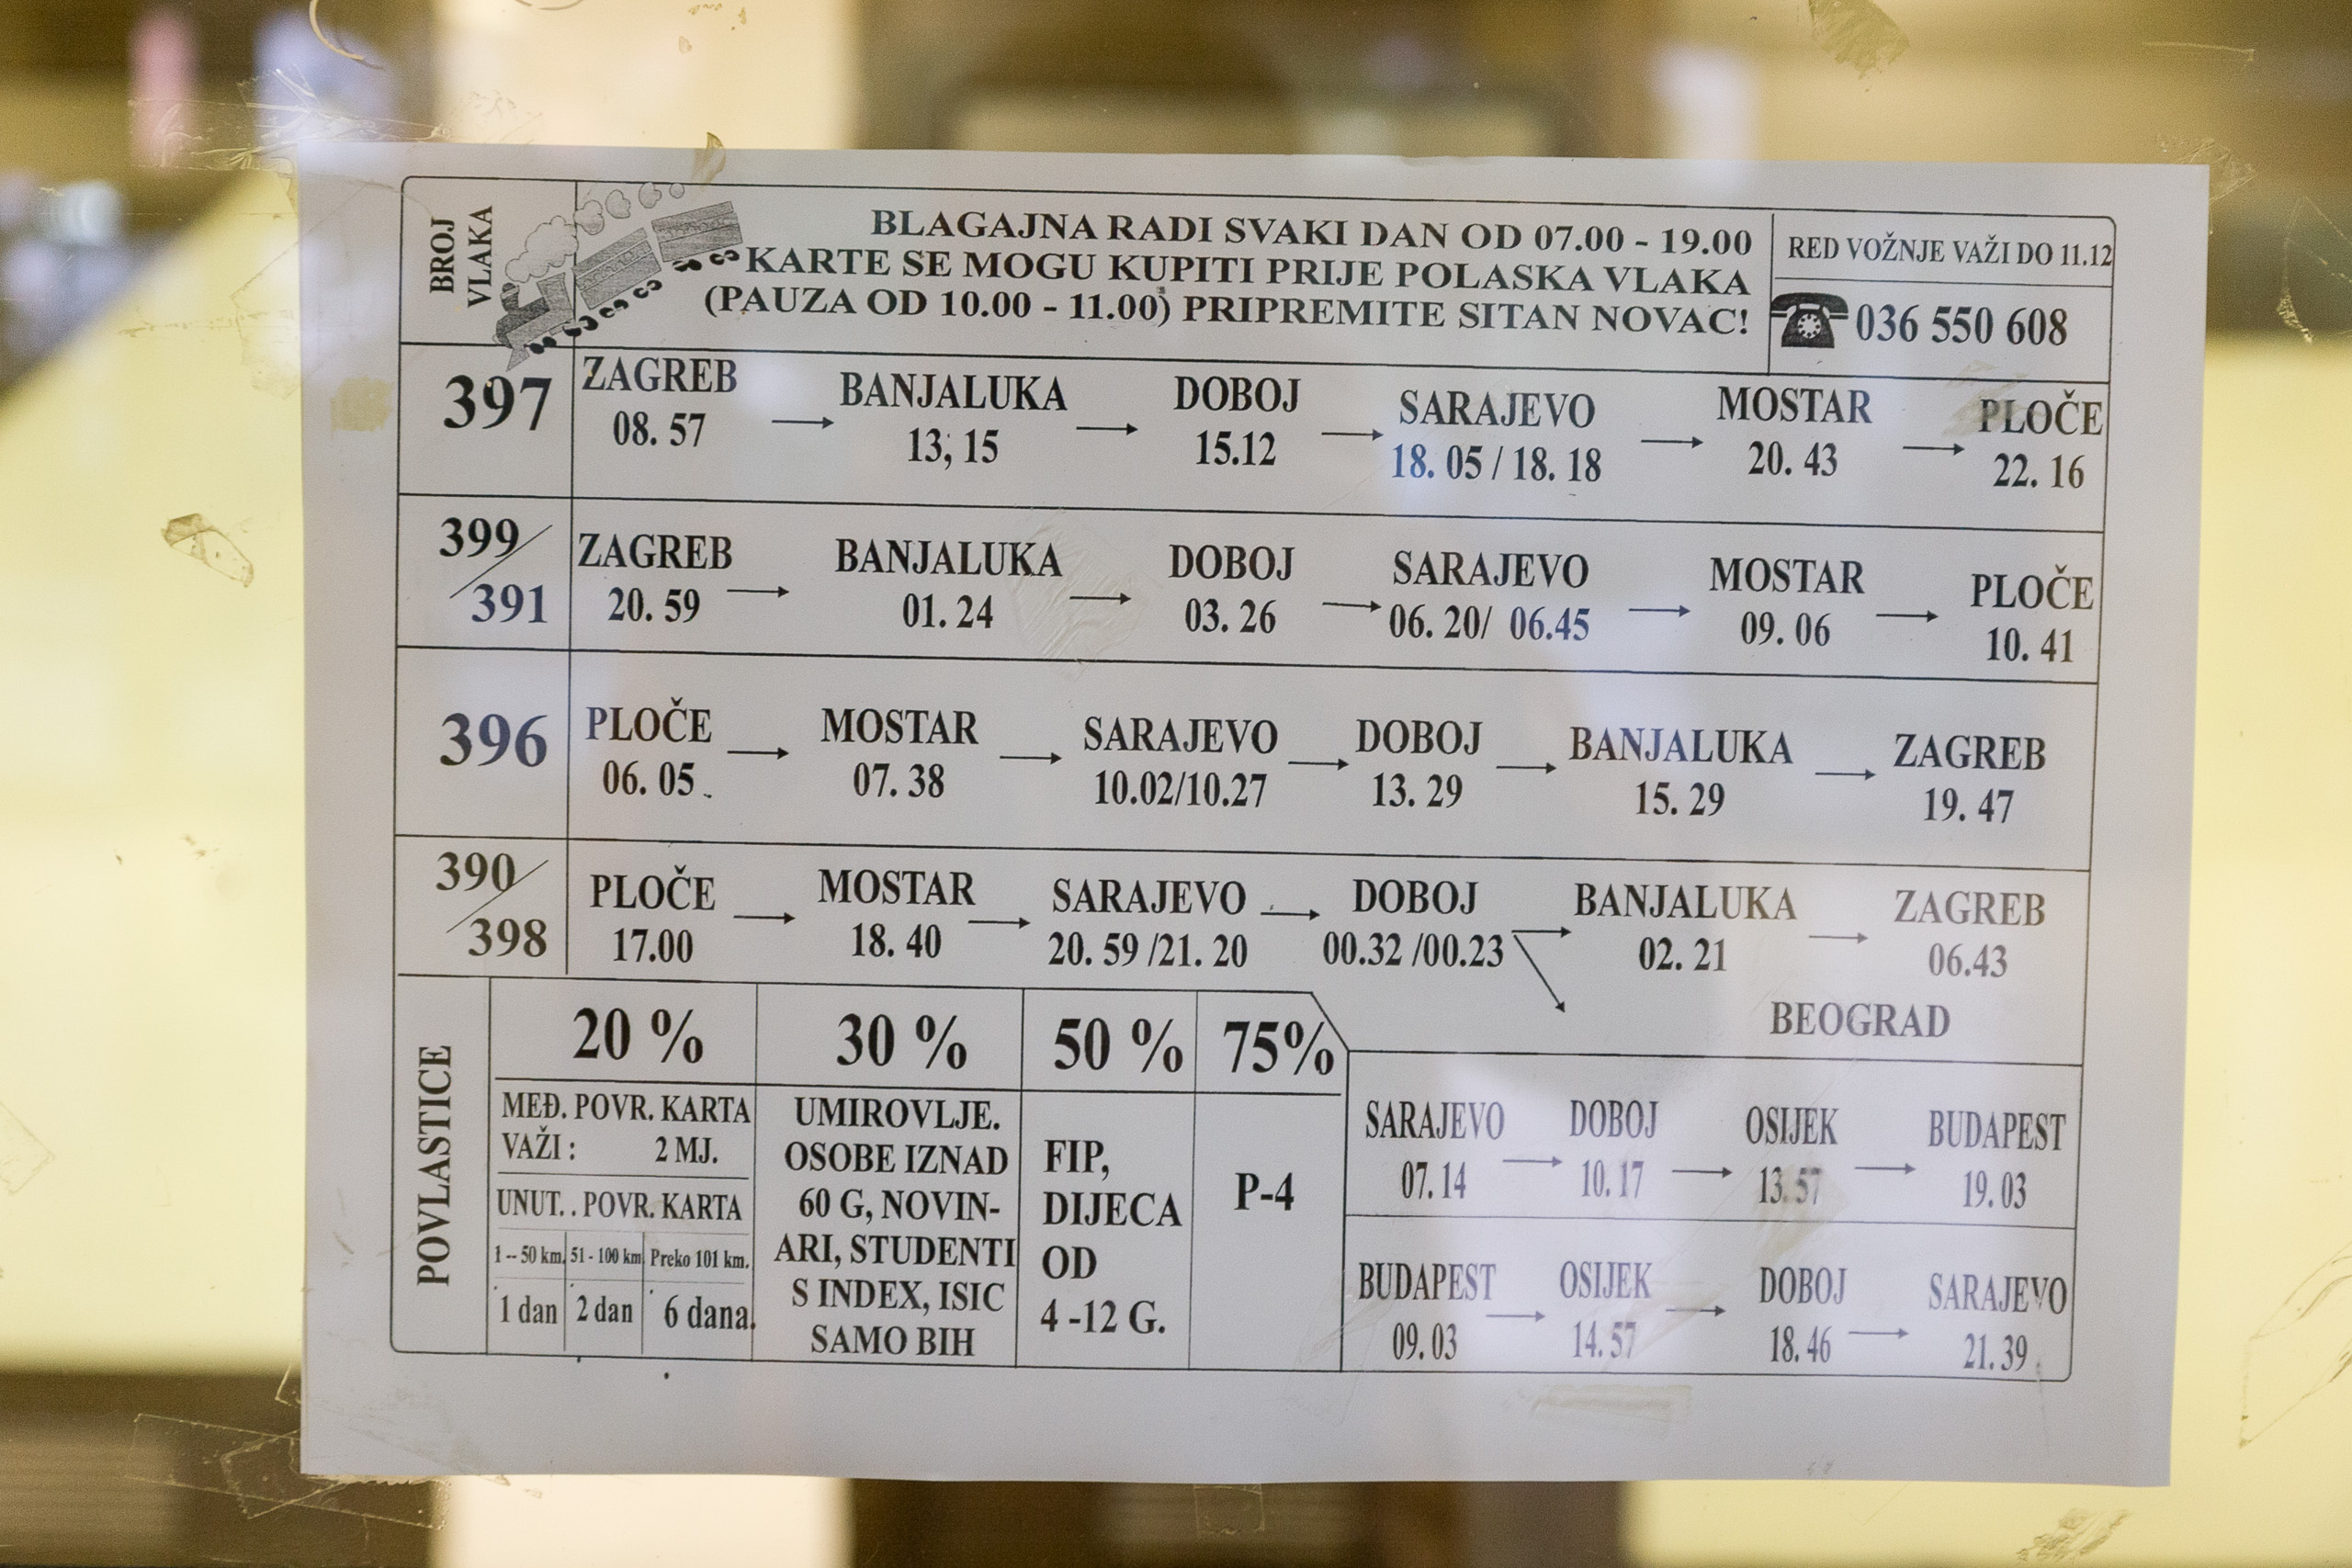 BROJ
VLAKA
BLAGAJNA RADI SVAKI DAN OD 07.00 - 19.00
KARTE SE MOGU KUPITI PRIJE POLASKA VLAKA
(PAUZA OD 10.00 - 11.00) PRIPREMITE SITAN NOVAC!
RED VOŽNJE VAŽI DO 11.12
036 550 608
397
ZAGREB BANJALUKA DOBOJ SARAJEVO MOSTAR PLOČE
08. 57 → 13; 15 → 15.12 → 18. 05 / 18. 18 → 20. 43 → 22. 16
399/391
ZAGREB BANJALUKA DOBOJ SARAJEVO MOSTAR PLOČE
20. 59 → 01. 24 → 03. 26 → 06. 20/ 06.45 → 09. 06 → 10. 41
396
PLOČE → MOSTAR → SARAJEVO → DOBOJ → BANJALUKA → ZAGREB
06. 05 07. 38 10.02/10.27 13. 29 15. 29 19. 47
390/398
PLOČE → MOSTAR → SARAJEVO → DOBOJ → BANJALUKA → ZAGREB
17.00 18. 40 20. 59 /21. 20 00.32 /00.23 02. 21 06.43
BEOGRAD
POVLASTICE
20 % 30 % 50 % 75%
MEĐ. POVR. KARTA
VAŽI : 2 MJ.
UNUT. . POVR. KARTA
1 -- 50 km. 51 - 100 km Preko 101 km.
1 dan 2 dan 6 dana.
UMIROVLJE.
OSOBE IZNAD
60 G, NOVIN-
ARI, STUDENTI
S INDEX, ISIC
SAMO BIH
FIP,
DIJECA
OD
4 -12 G.
P-4
SARAJEVO DOBOJ OSIJEK BUDAPEST
07. 14 → 10. 17 → 13. 57 → 19. 03
BUDAPEST OSIJEK DOBOJ SARAJEVO
09. 03 → 14. 57 → 18. 46 → 21. 39